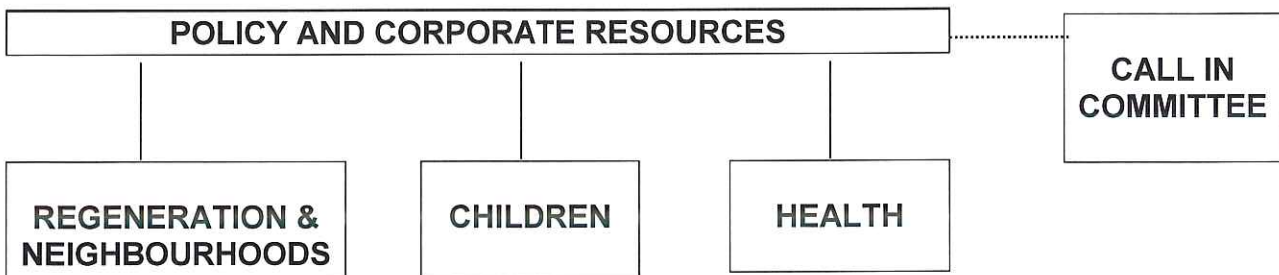 POLICY AND CORPORATE RESOURCES
CALL IN
COMMITTEE
REGENERATION &
NEIGHBOURHOODS
CHILDREN
HEALTH